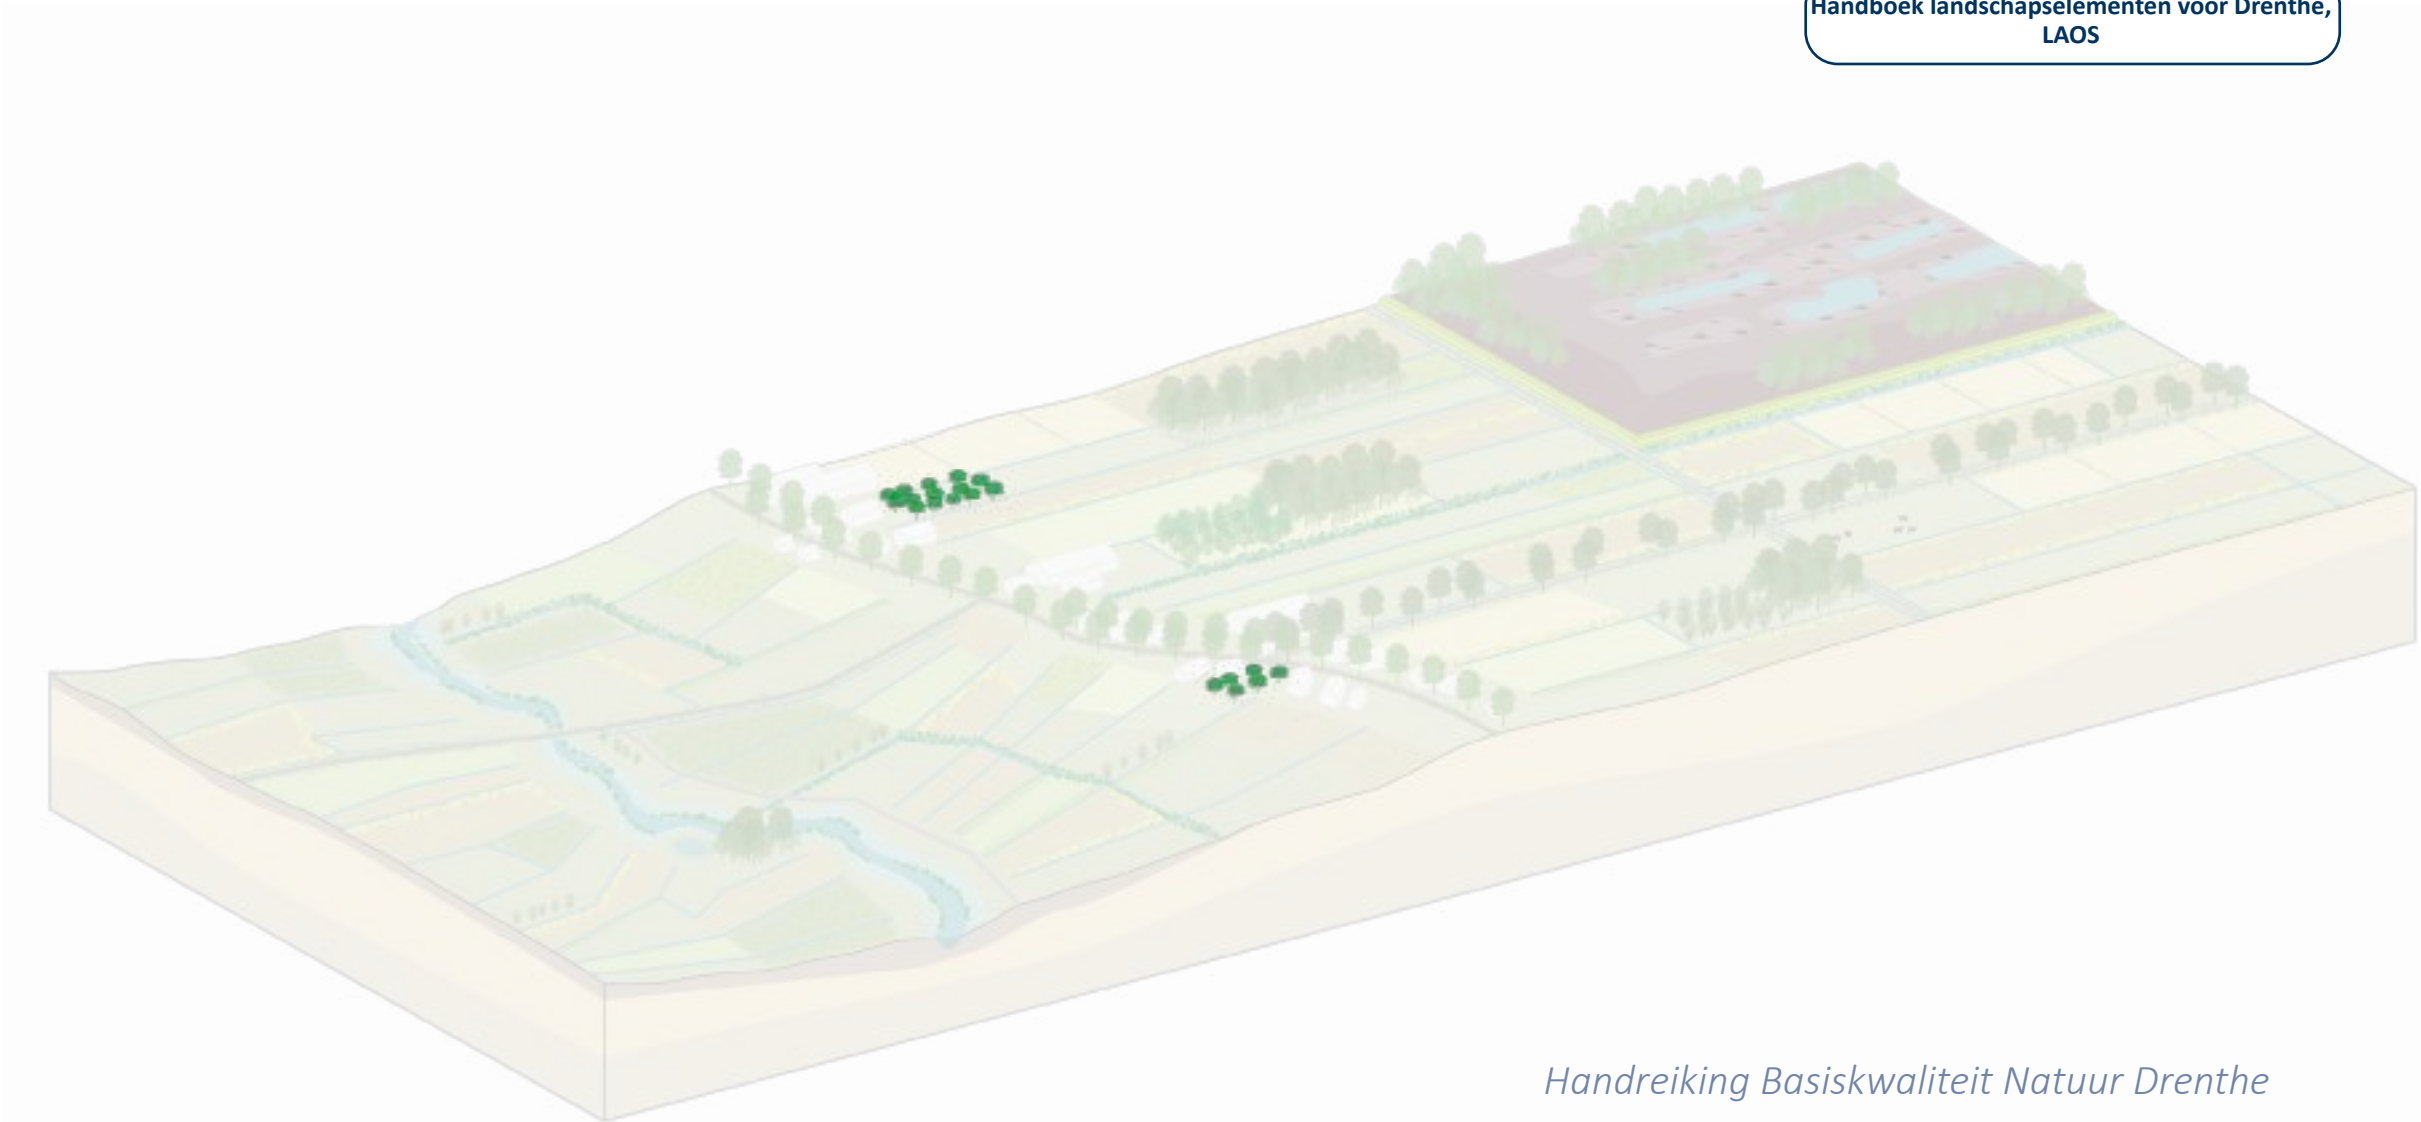 Handboek landschapselementen voor Drenthe,
LAOS
Handreiking Basiskwaliteit Natuur Drenthe